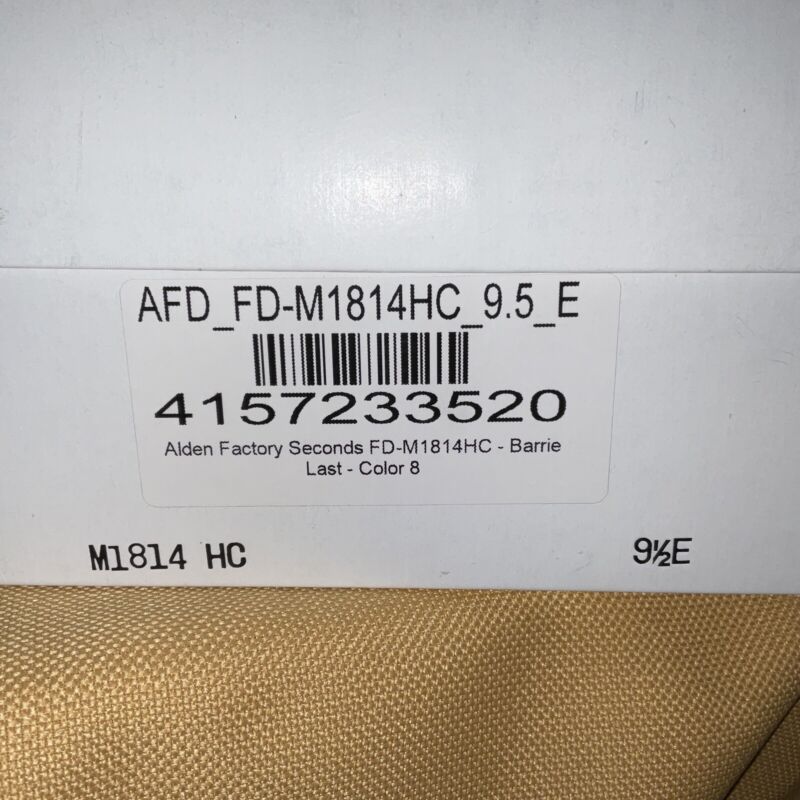 AFD_FD-M1814HC_9.5_E
4157233520
Alden Factory Seconds FD-M1814HC - Barrie
Last - Color 8
M1814 HC 9½E